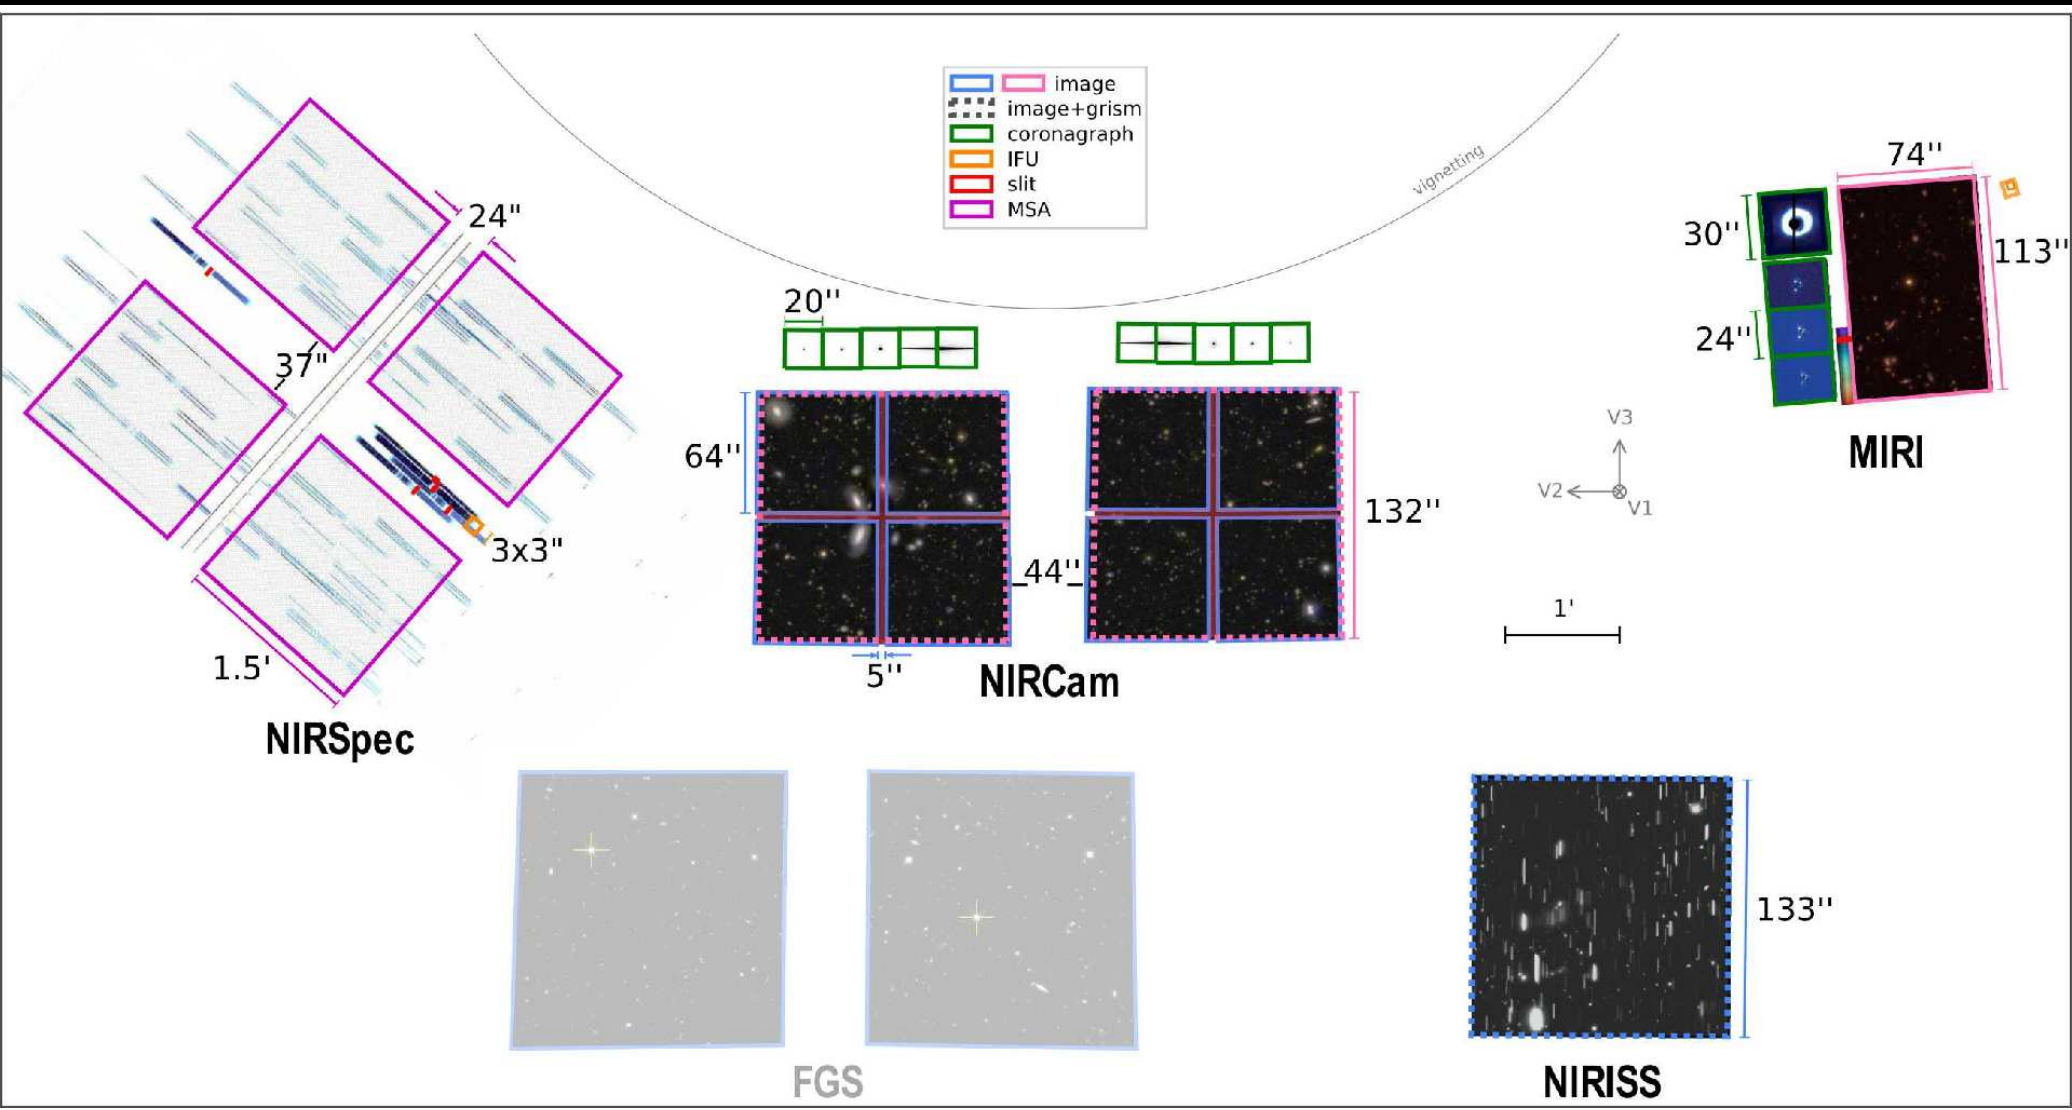 image
image+grism
coronagraph
IFU
slit
MSA
vignetting
24"
37"
3x3"
1.5'
NIRSpec
20''
64''
44''
132''
5''
NIRCam
74''
30''
113''
24''
MIRI
V3
V2
V1
1'
FGS
133''
NIRISS